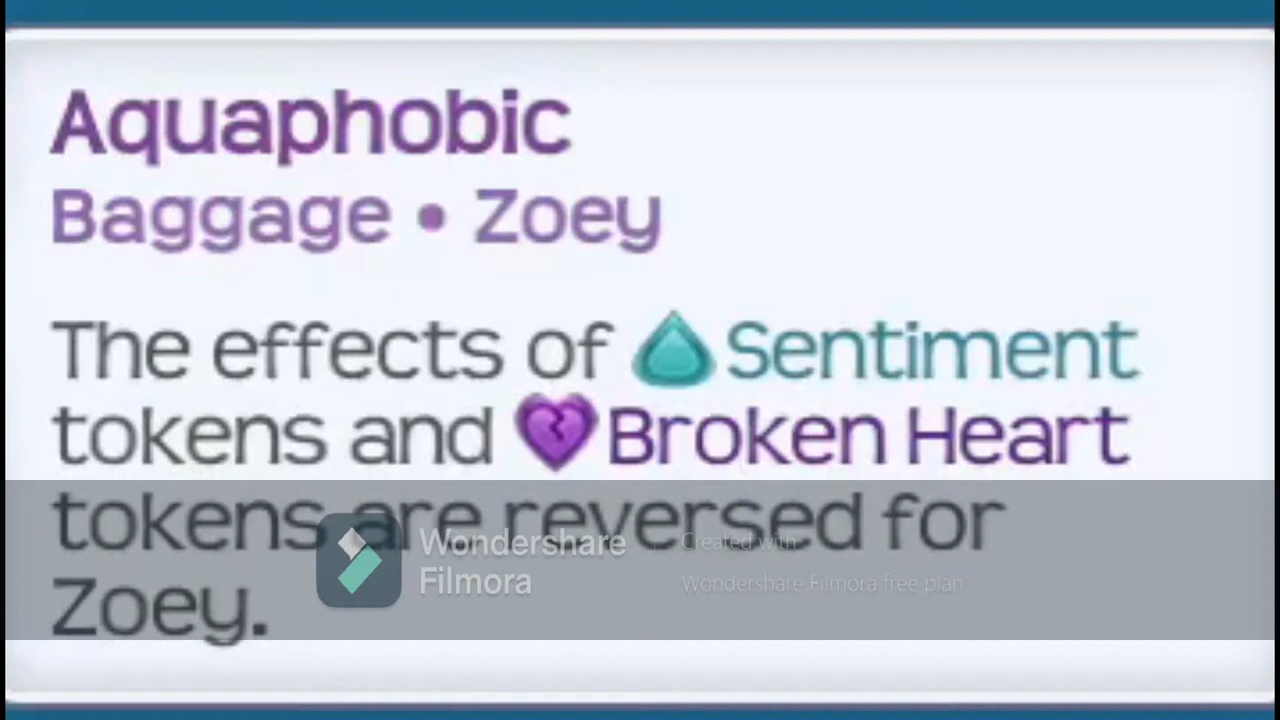 Aquaphobic
Baggage • Zoey
The effects of Sentiment
tokens and Broken Heart
tokens are reversed for
Zoey.
Wondershare
Filmora
Created with
Wondershare Filmora free plan